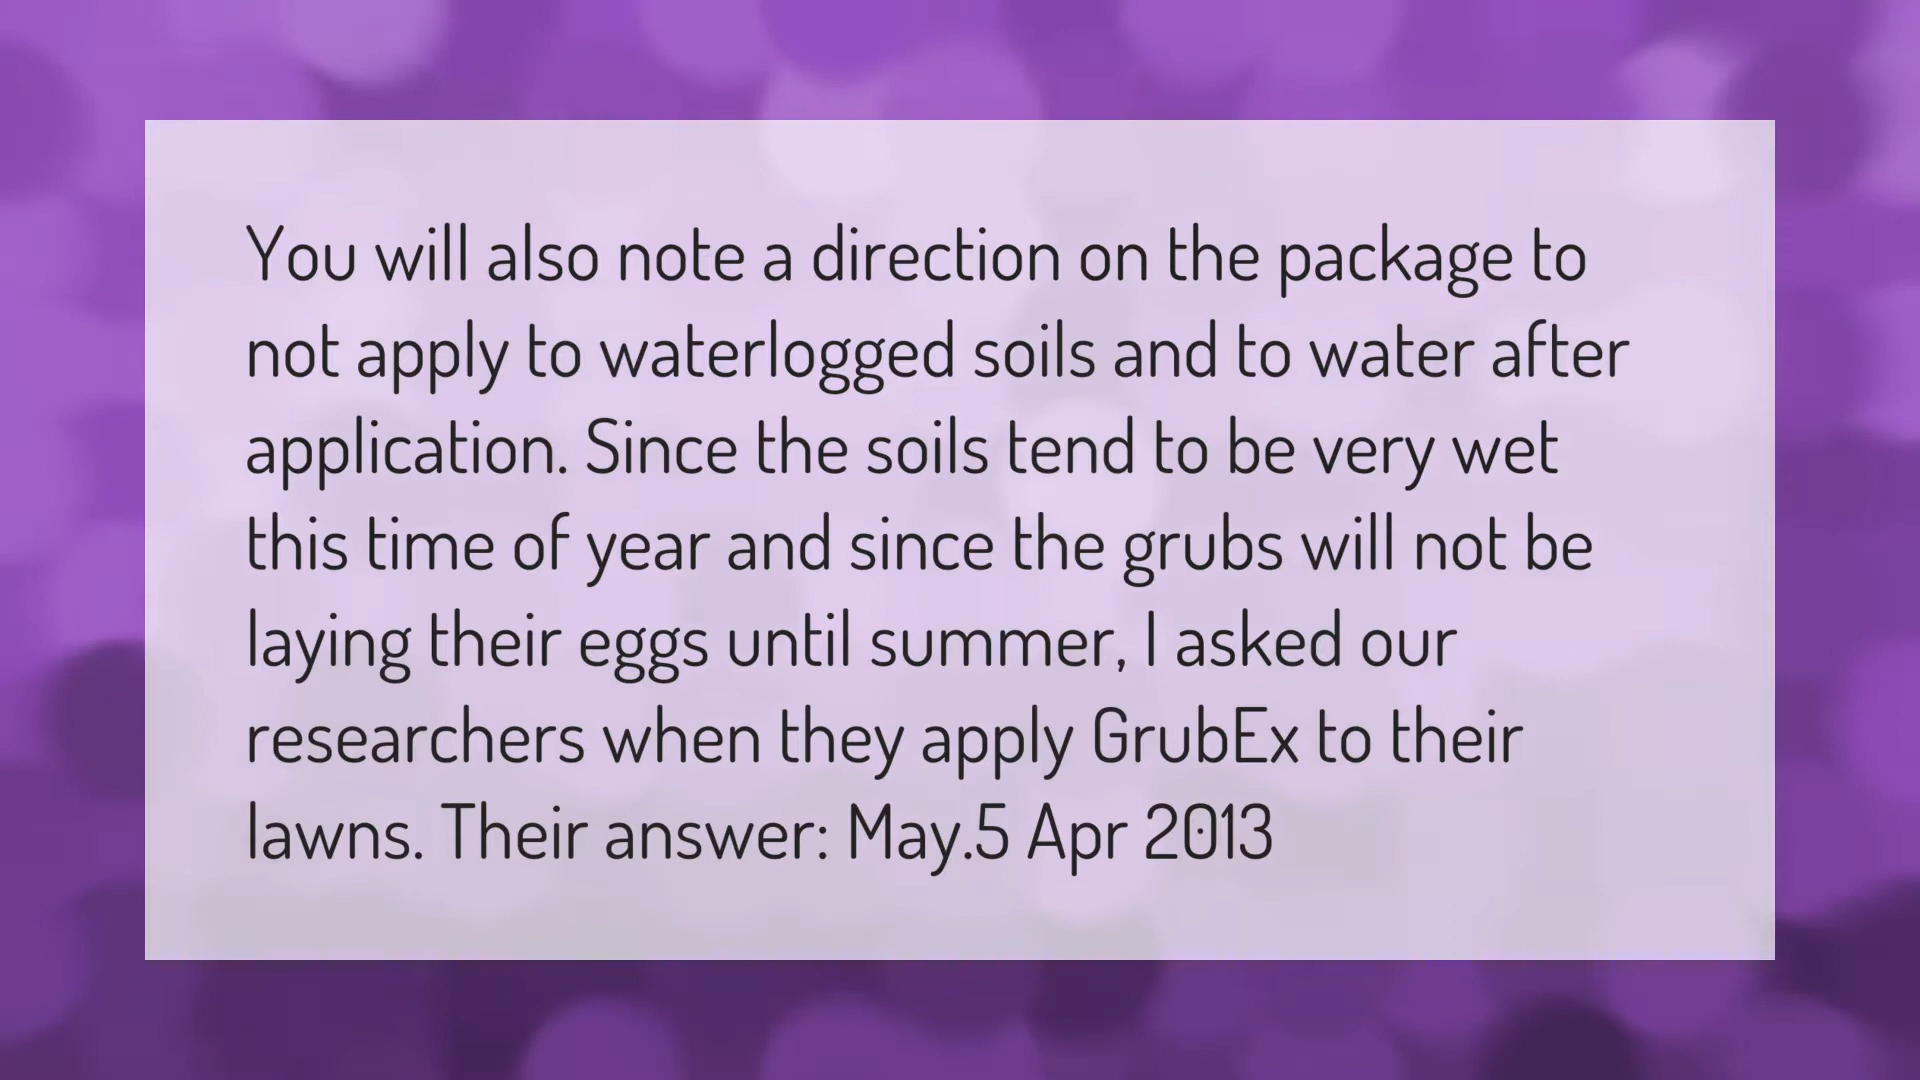 You will also note a direction on the package to
not apply to waterlogged soils and to water after
application. Since the soils tend to be very wet
this time of year and since the grubs will not be
laying their eggs until summer, I asked our
researchers when they apply GrubEx to their
lawns. Their answer: May.5 Apr 2013